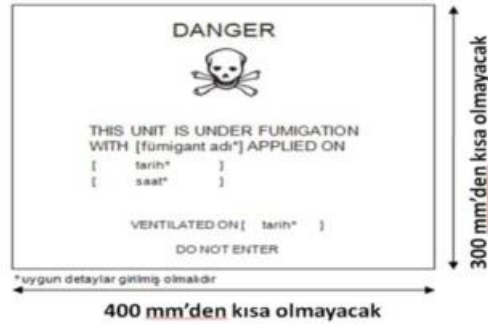 DANGER
THIS UNIT IS UNDER FUMIGATION
WITH [fümigant adı*] APPLIED ON
[ tarih* ]
[ saat* ]
VENTILATED ON [ tarih* ]
DO NOT ENTER
*uygun detaylar girilmiş olmalıdır
400 mm’den kısa olmayacak
300 mm’den kısa olmayacak